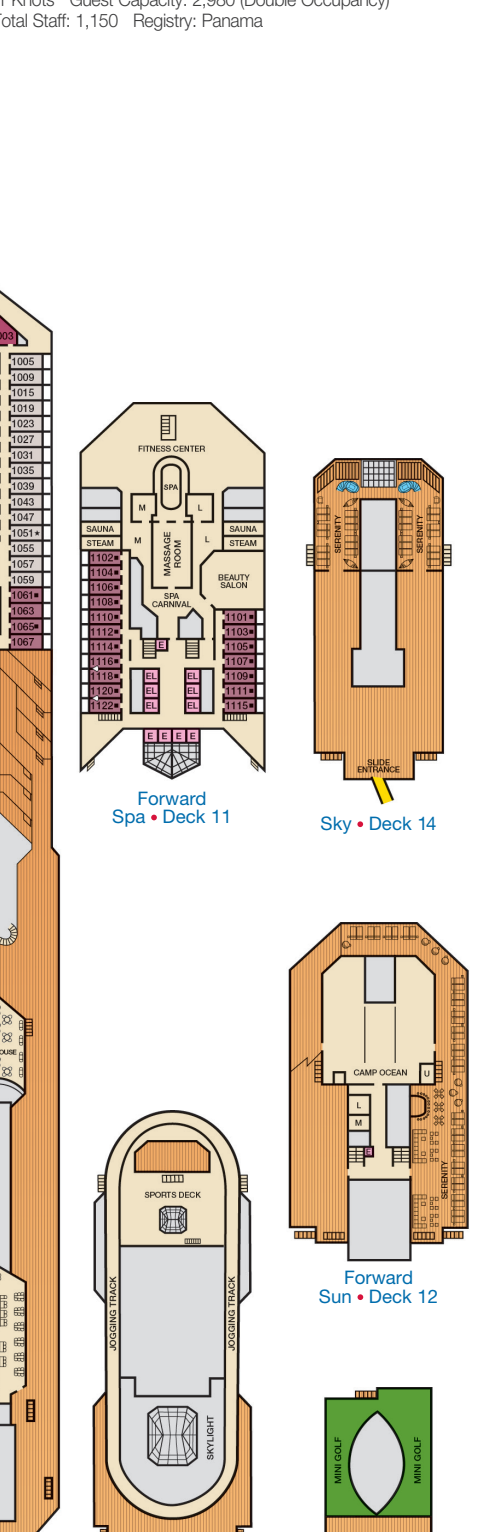 Knots Guest Capacity: 2,980 (Double Occupancy)
Total Staff: 1,150 Registry: Panama
1005
1009
1015
1019
1023
1027
1031
1035
1039
1043
1047
1051★
1055
1057
1059
1061■
1063
1065■
1067
FITNESS CENTER
SPA
M
L
SAUNA
STEAM
M
MASSAGE
ROOM
L
SAUNA
STEAM
BEAUTY
SALON
SPA
CARNIVAL
1102■
1104■
1106■
1108■
1110■
1112■
1114■
1116■
1118■
1120■
1122■
1101■
1103■
1105■
1107■
1109■
1111■
1115■
E
EL EL
EL EL
EL EL
E E E E
Forward
Spa • Deck 11
SERENITY
SERENITY
SLIDE
ENTRANCE
Sky • Deck 14
CAMP OCEAN
U
L
M
E
SERENITY
Forward
Sun • Deck 12
SPORTS DECK
JOGGING TRACK
JOGGING TRACK
SKYLIGHT
MINI GOLF
MINI GOLF